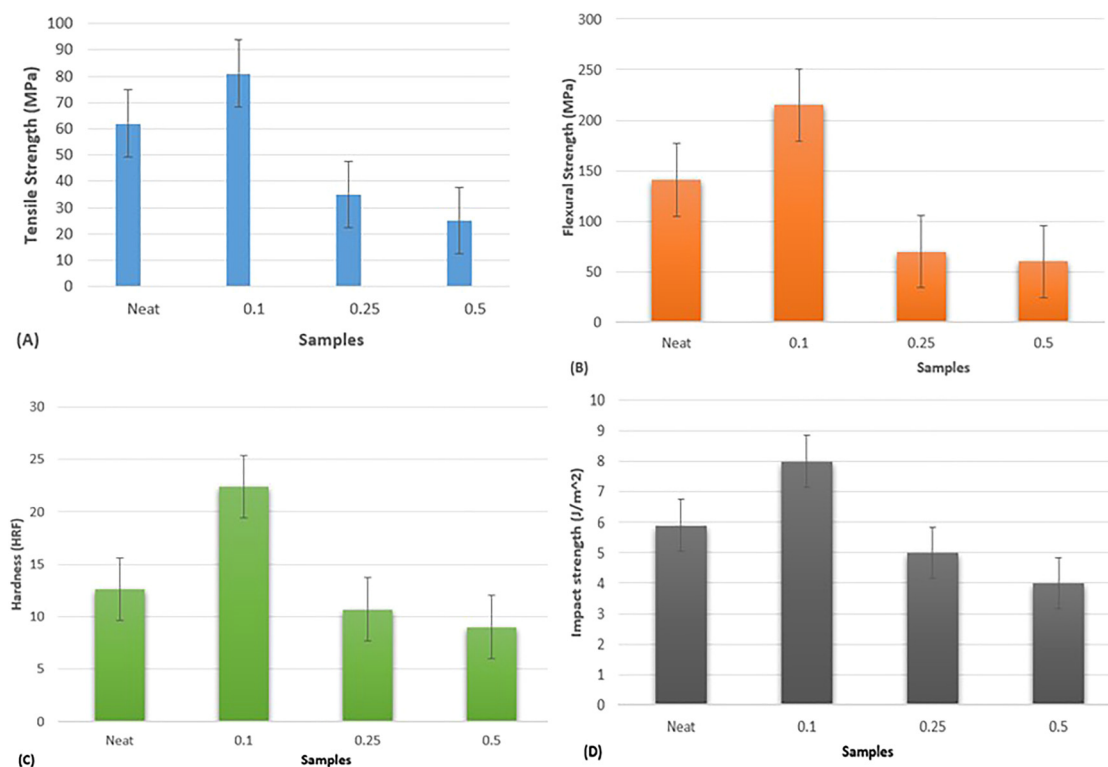 100
90
80
70
60
50
40
30
20
10
0
Tensile Strength (MPa)
Neat 0.1 0.25 0.5
Samples
(A)
300
250
200
150
100
50
0
Flexural Strength (MPa)
Neat 0.1 0.25 0.5
Samples
(B)
30
25
20
15
10
5
0
Hardness (HRF)
Neat 0.1 0.25 0.5
Samples
(C)
10
9
8
7
6
5
4
3
2
1
0
Impact strength (J/m^2)
Neat 0.1 0.25 0.5
Samples
(D)